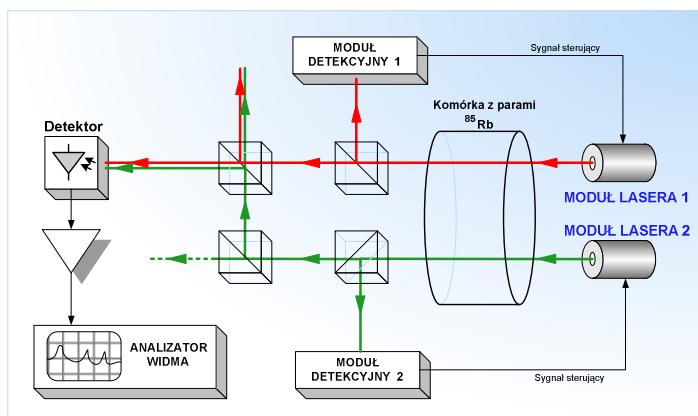 MODUŁ
DETEKCYJNY 1
Sygnał sterujący
Komórka z parami
85
Rb
Detektor
MODUŁ LASERA 1
MODUŁ LASERA 2
ANALIZATOR
WIDMA
MODUŁ
DETEKCYJNY 2
Sygnał sterujący